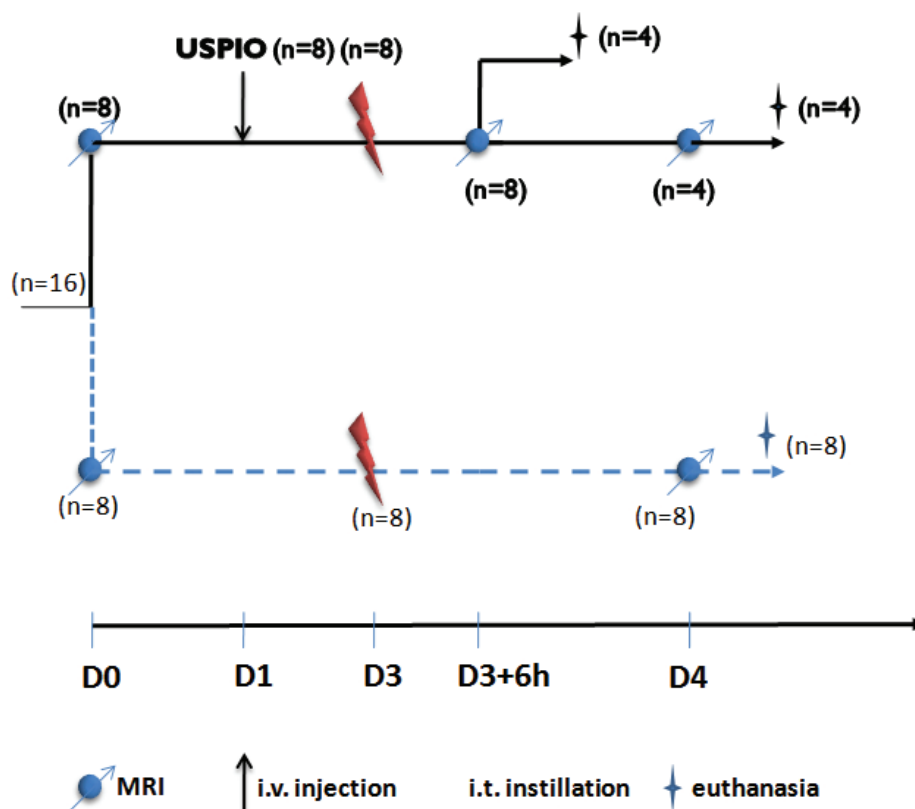 (n=4)
USPIO (n=8) (n=8)
(n=8)
(n=4)
(n=8)
(n=4)
(n=16)
(n=8)
(n=8)
(n=8)
(n=8)
D0 D1 D3 D3+6h D4
MRI i.v. injection i.t. instillation euthanasia